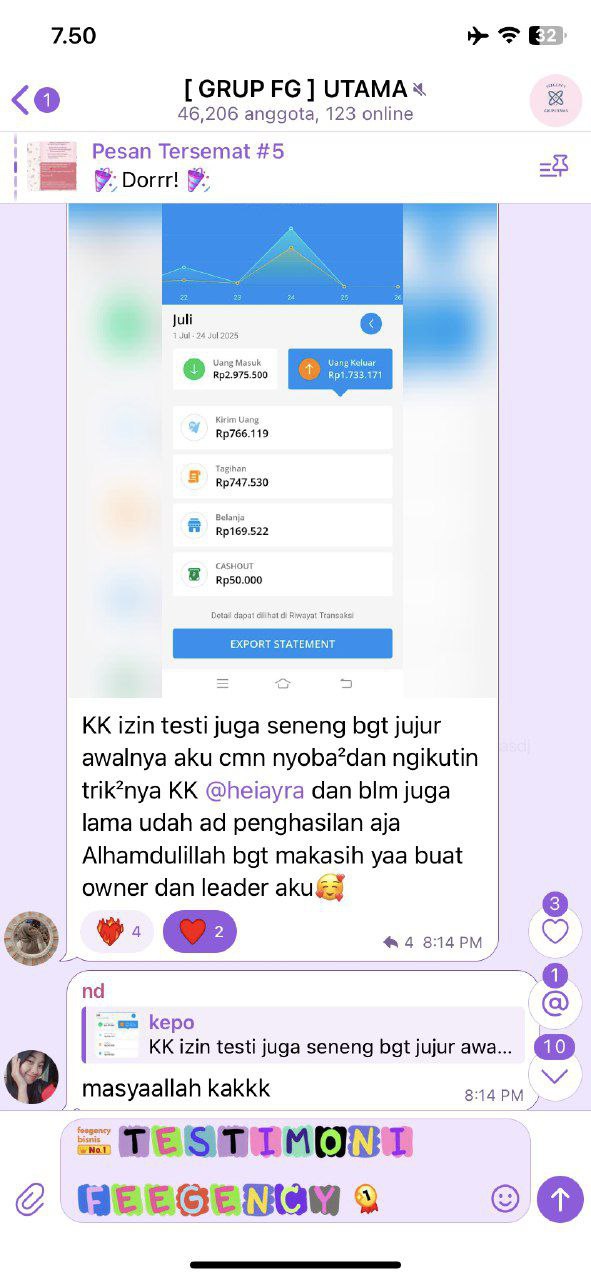 7.50
32
1
[ GRUP FG ] UTAMA
46,206 anggota, 123 online
Pesan Tersemat #5
🎉 Dorrr! 🎉
22 23 24 25 26
Juli
1 Jul - 24 Jul 2025
Uang Masuk
Rp2.975.500
Uang Keluar
Rp1.733.171
Kirim Uang
Rp766.119
Tagihan
Rp747.530
Belanja
Rp169.522
CASHOUT
Rp50.000
Detail dapat dilihat di Riwayat Transaksi
EXPORT STATEMENT
KK izin testi juga seneng bgt jujur
awalnya aku cmn nyoba²dan ngikutin
trik²nya KK @heiayra dan blm juga
lama udah ad penghasilan aja
Alhamdulillah bgt makasih yaa buat
owner dan leader aku🥰
❤️‍🔥 4 ❤️ 2
4 8:14 PM
3
nd
kepo
KK izin testi juga seneng bgt jujur awa...
masyaallah kakkk
8:14 PM
1
@
10
feegency
bisnis
No.1
TESTIMONI
FEEGENCY 🥇